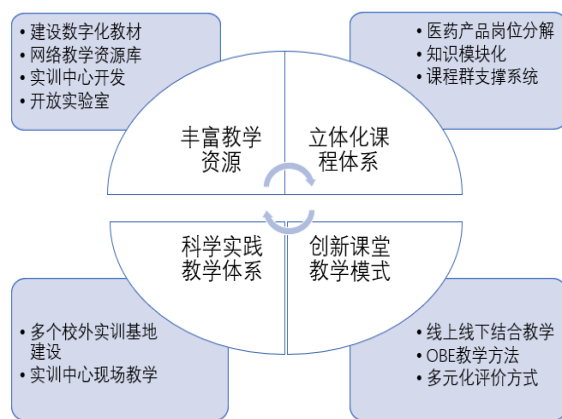 • 建设数字化教材
• 网络教学资源库
• 实训中心开发
• 开放实验室
• 医药产品岗位分解
• 知识模块化
• 课程群支撑系统
丰富教学
资源
立体化课
程体系
科学实践
教学体系
创新课堂
教学模式
• 多个校外实训基地
建设
• 实训中心现场教学
• 线上线下结合教学
• OBE教学方法
• 多元化评价方式